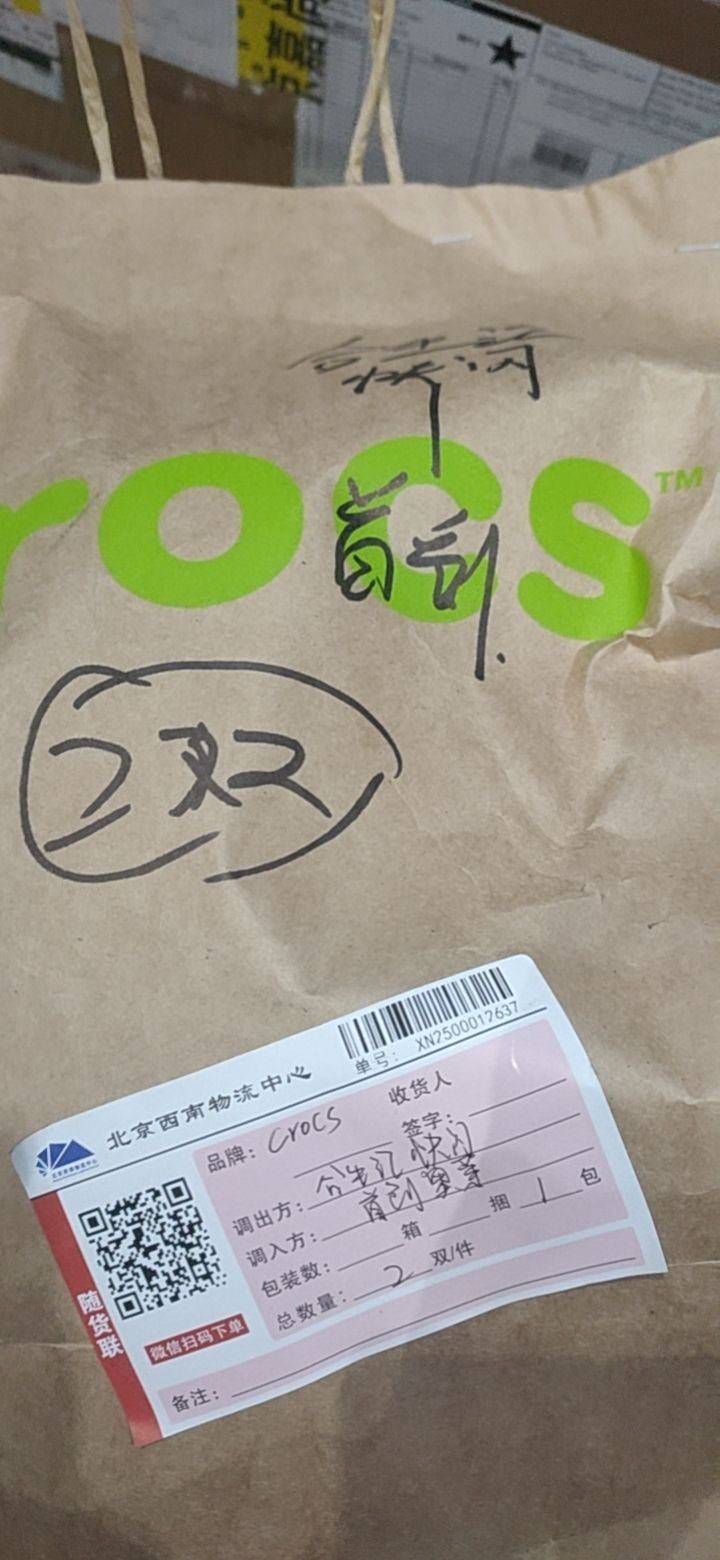 合生汇
快闪
rocs™
首创
2双
单号: XN2500012637
北京西南物流中心
品牌: crocs
收货人
签字:
调出方: 合生汇快闪
调入方: 首创奥莱
包装数: 箱 捆 1 包
总数量: 2 双/件
备注:
随货联
微信扫码下单